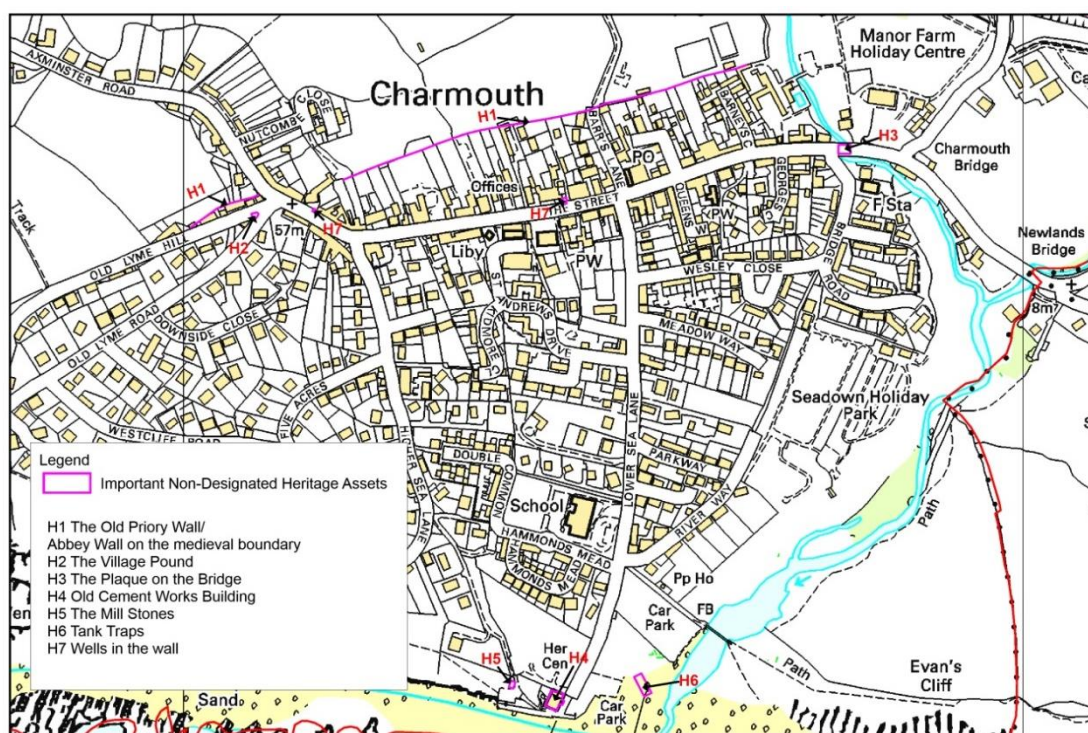 AXMINSTER ROAD
NUTCOMBE CLOSE
Charmouth
Manor Farm
Holiday Centre
H1
BARR'S LANE
PO
H3
Charmouth
Bridge
H1
Offices
H7
THE STREET
F Sta
Track
H2
57m
H7
Liby
PW
PW
BRIDGE ROAD
Newlands
Bridge
OLD LYME HILL
WESLEY CLOSE
8m
OLD LYME ROAD
DOWNSIDE CLOSE
MEADOW WAY
Seadown Holiday
Park
FIVE ACRES
WESTCLIFF ROAD
HIGHER SEA LANE
LOWER SEA LANE
DOUBLE
COMMON
PARKWAY
Path
School
RIVER WAY
HAMMONDS MEAD
HAMMONDS MEAD
Legend
Important Non-Designated Heritage Assets
H1 The Old Priory Wall/
Abbey Wall on the medieval boundary
H2 The Village Pound
H3 The Plaque on the Bridge
H4 Old Cement Works Building
H5 The Mill Stones
H6 Tank Traps
H7 Wells in the wall
Pp Ho
Car
Park
FB
Her
Cen
H5
H4
H6
Path
Evan's
Cliff
Sand
Car
Park